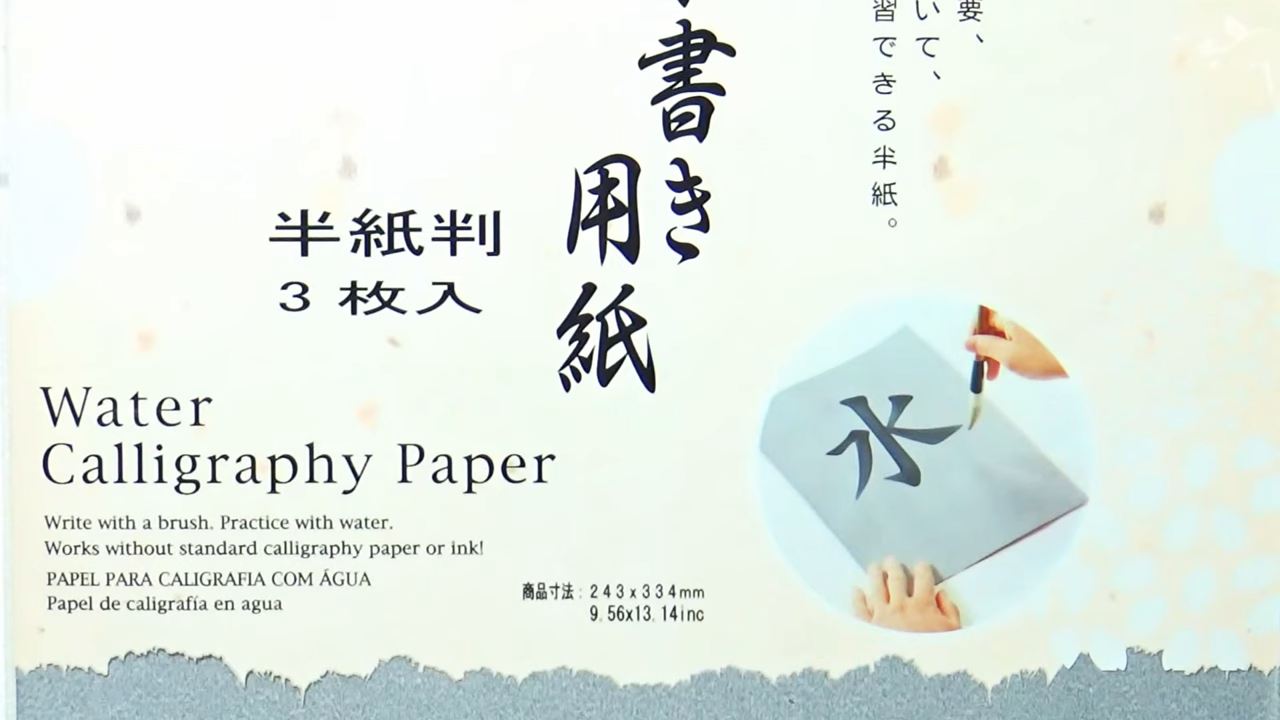 要、
いて、
習できる半紙。
書き
用紙
半紙判
3枚入
水
Water
Calligraphy Paper
Write with a brush. Practice with water.
Works without standard calligraphy paper or ink!
PAPEL PARA CALIGRAFIA COM ÁGUA
Papel de caligrafía en agua
商品寸法：243x334mm
9.56x13.14inc